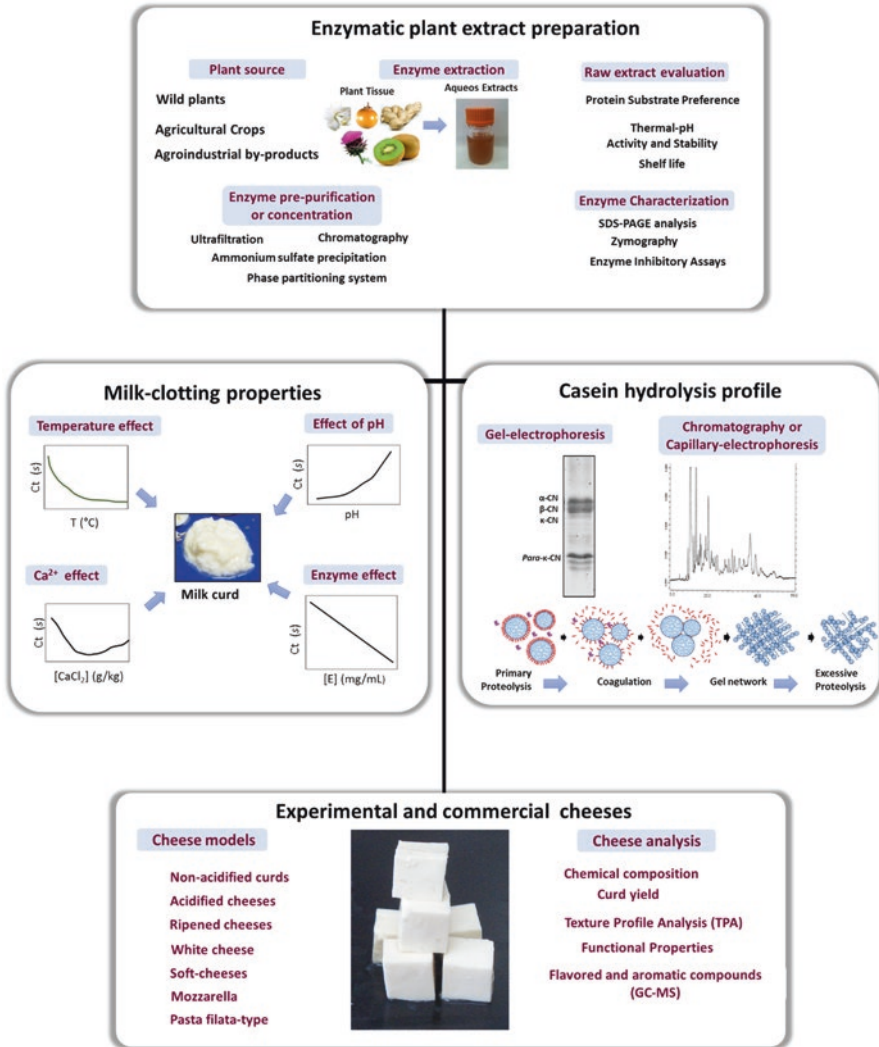 Enzymatic plant extract preparation
Plant source
Wild plants
Agricultural Crops
Agroindustrial by-products
Enzyme extraction
Plant Tissue
Aqueos Extracts
Raw extract evaluation
Protein Substrate Preference
Thermal-pH
Activity and Stability
Shelf life
Enzyme pre-purification
or concentration
Ultrafiltration
Chromatography
Ammonium sulfate precipitation
Phase partitioning system
Enzyme Characterization
SDS-PAGE analysis
Zymography
Enzyme Inhibitory Assays
Milk-clotting properties
Temperature effect
Ct (s)
T (°C)
Effect of pH
Ct (s)
pH
Milk curd
Ca²⁺ effect
Ct (s)
[CaCl₂] (g/kg)
Enzyme effect
Ct (s)
[E] (mg/mL)
Casein hydrolysis profile
Gel-electrophoresis
α-CN
β-CN
κ-CN
Para-κ-CN
Chromatography or
Capillary-electrophoresis
Primary
Proteolysis
Coagulation
Gel network
Excessive
Proteolysis
Experimental and commercial cheeses
Cheese models
Non-acidified curds
Acidified cheeses
Ripened cheeses
White cheese
Soft-cheeses
Mozzarella
Pasta filata-type
Cheese analysis
Chemical composition
Curd yield
Texture Profile Analysis (TPA)
Functional Properties
Flavored and aromatic compounds
(GC-MS)